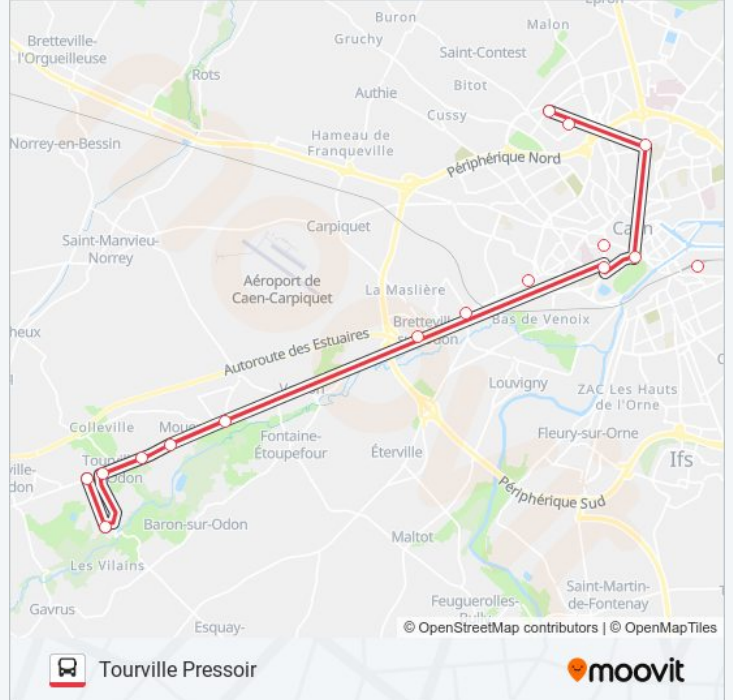 Epron
Buron
Malon
Gruchy
Bretteville-
l'Orgueilleuse
Saint-Contest
Rots
Bitot
Authie
Cussy
Norrey-en-Bessin
Hameau de
Franqueville
Périphérique Nord
Carpiquet
Caen
Saint-Manvieu-
Norrey
Aéroport de
Caen-Carpiquet
La Maslière
Bas de Venoix
Autoroute des Estuaires
Louvigny
ZAC Les Hauts
de l'Orne
Colleville
Fontaine-
Étoupefour
Fleury-sur-Orne
Éterville
Ifs
Périphérique Sud
Baron-sur-Odon
Maltot
Les Vilains
Saint-Martin-
de-Fontenay
Gavrus
Feuguerolles-
Esquay-
© OpenStreetMap contributors | © OpenMapTiles
Tourville Pressoir
moovit